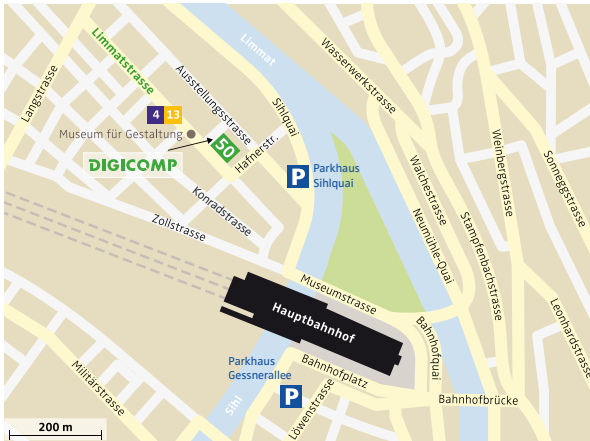 Limmat
Wasserwerkstrasse
Limmatstrasse
Langstrasse
Ausstellungsstrasse
Sihlquai
4 13
Museum für Gestaltung
50
Hafnerstr.
DIGICOMP
P Parkhaus
Sihlquai
Walchestrasse
Weinbergstrasse
Sonneggstrasse
Konradstrasse
Zollstrasse
Neumühle-Quai
Stampfenbachstrasse
Museumstrasse
Hauptbahnhof
Leonhardstrasse
Bahnhofquai
Parkhaus
Gessnerallee
P
Bahnhofplatz
Militärstrasse
Sihl
Löwenstrasse
Bahnhofbrücke
200 m